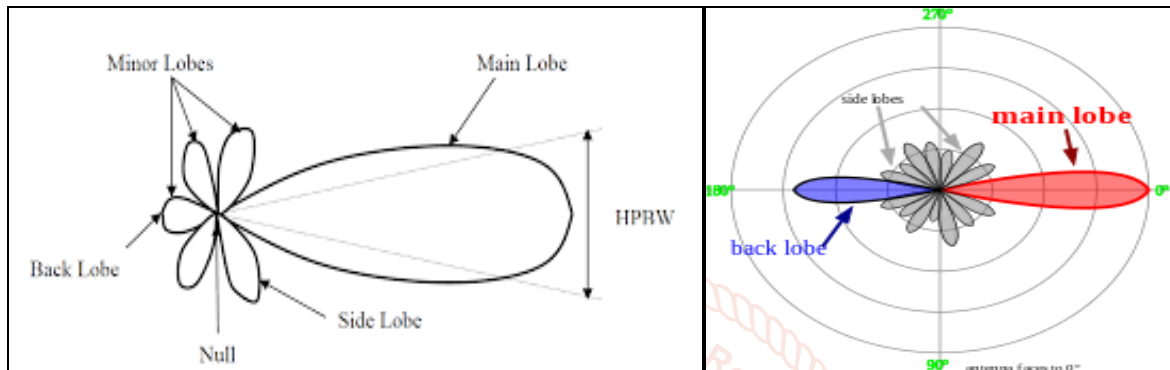 Minor Lobes
Main Lobe
HPBW
Back Lobe
Side Lobe
Null
270°
side lobes
main lobe
180°
0°
back lobe
90°
antenna faces to 0°